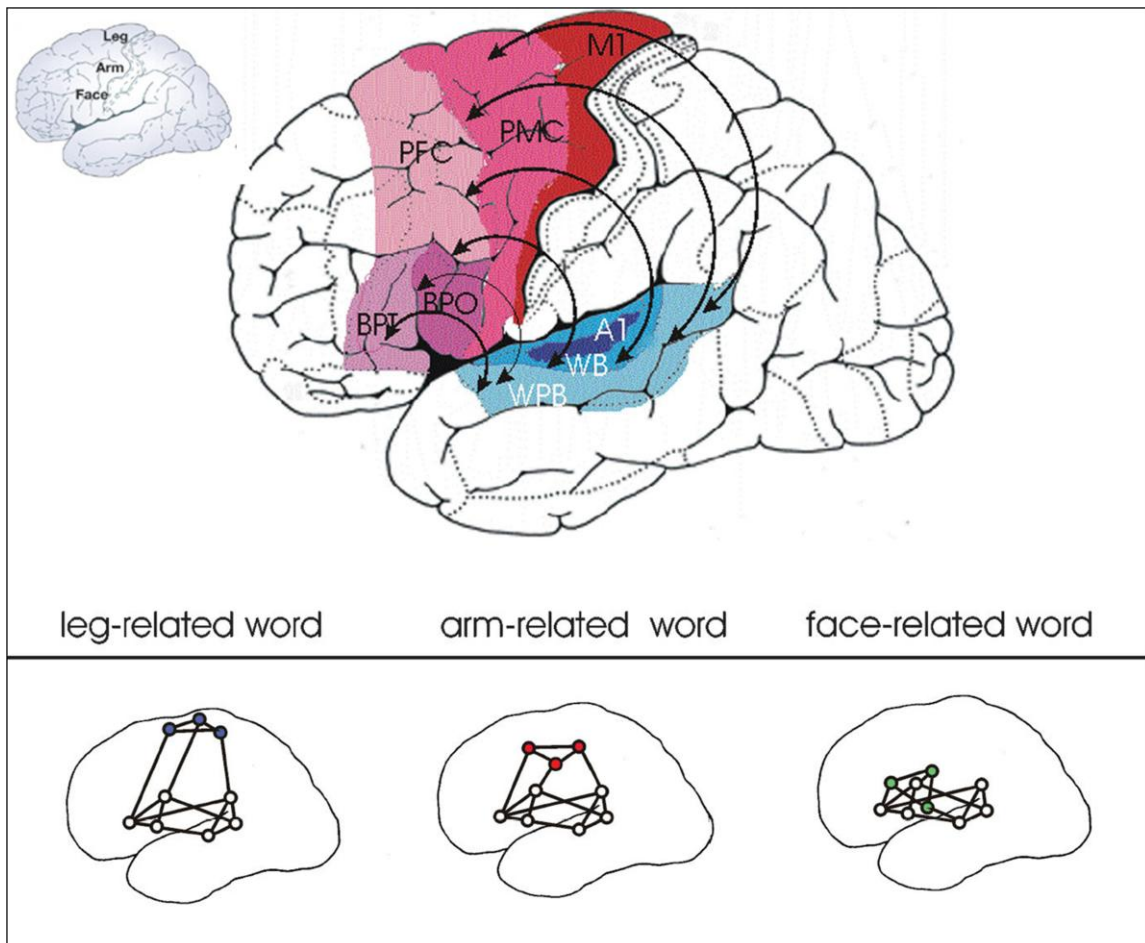 Leg
Arm
Face
M1
PMC
PFC
BPO
BPT
A1
WB
WPB
leg-related word
arm-related word
face-related word